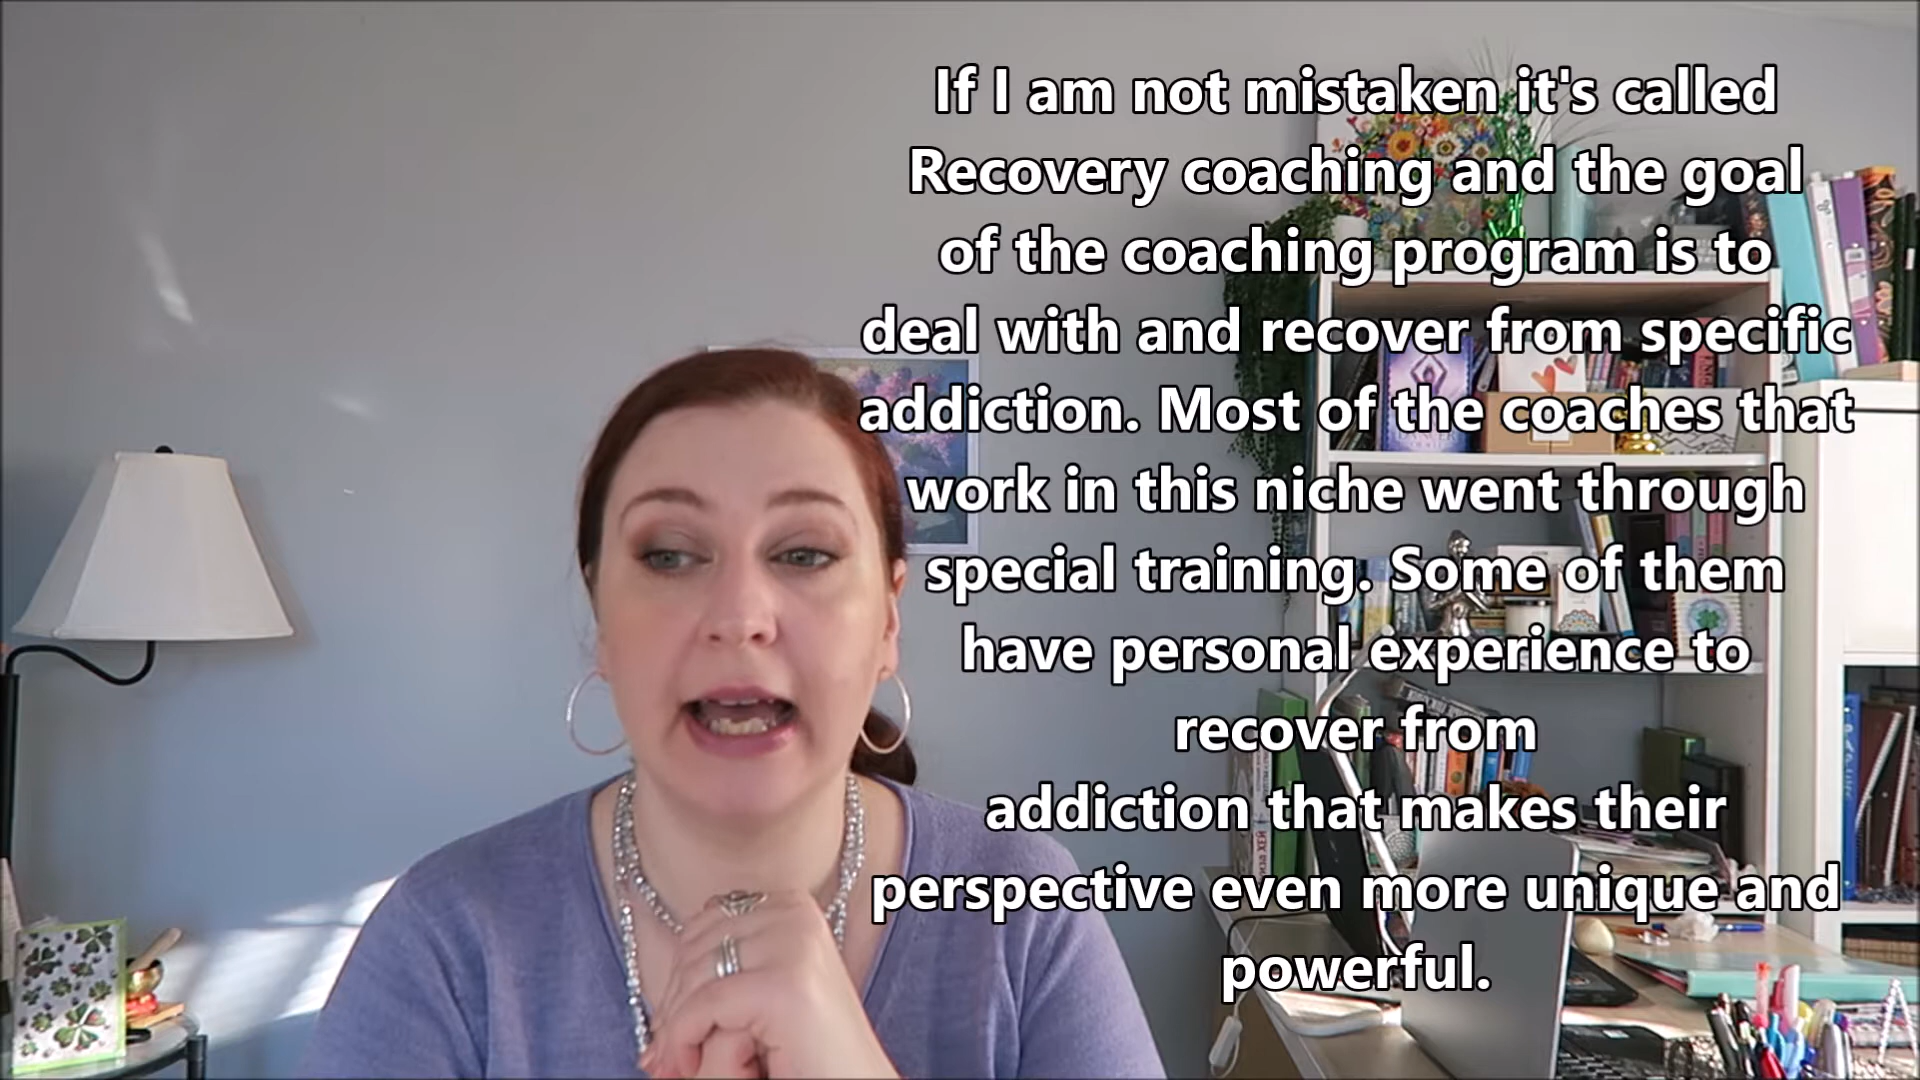 If I am not mistaken it's called
Recovery coaching and the goal
of the coaching program is to
deal with and recover from specific
addiction. Most of the coaches that
work in this niche went through
special training. Some of them
have personal experience to
recover from
addiction that makes their
perspective even more unique and
powerful.